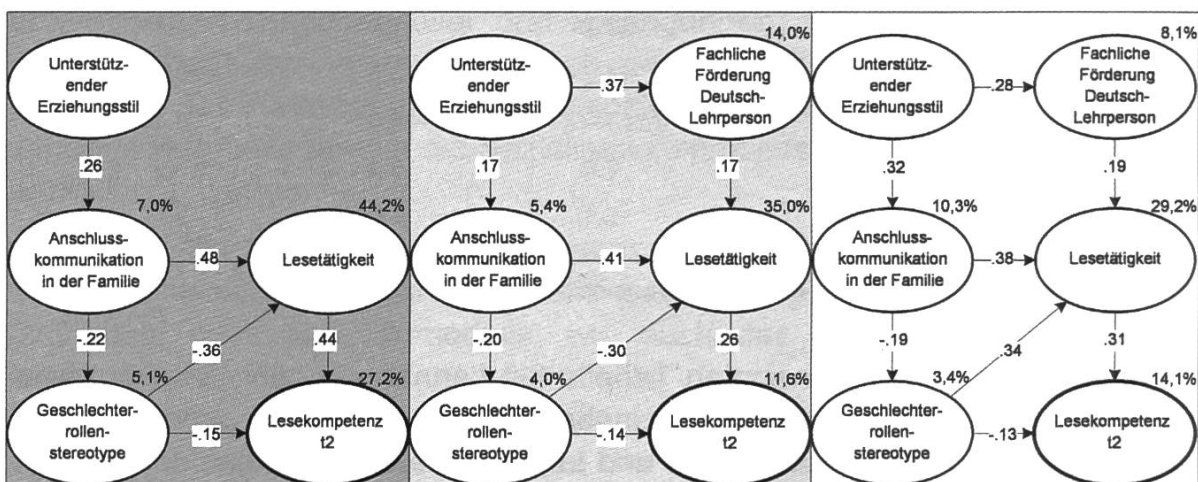 Unterstütz-
ender
Erziehungsstil
.26
7,0%
Anschluss-
kommunikation
in der Familie
.48
44,2%
Lesetätigkeit
-.22
-.36
.44
5,1%
Geschlechter-
rollen-
stereotype
-.15
27,2%
Lesekompetenz
t2
Unterstütz-
ender
Erziehungsstil
.37
14,0%
Fachliche
Förderung
Deutsch-
Lehrperson
.17
.17
5,4%
Anschluss-
kommunikation
in der Familie
.41
35,0%
Lesetätigkeit
-.20
-.30
.26
4,0%
Geschlechter-
rollen-
stereotype
-.14
11,6%
Lesekompetenz
t2
Unterstütz-
ender
Erziehungsstil
.28
8,1%
Fachliche
Förderung
Deutsch-
Lehrperson
.32
.19
10,3%
Anschluss-
kommunikation
in der Familie
.38
29,2%
Lesetätigkeit
-.19
.34
.31
3,4%
Geschlechter-
rollen-
stereotype
-.13
14,1%
Lesekompetenz
t2